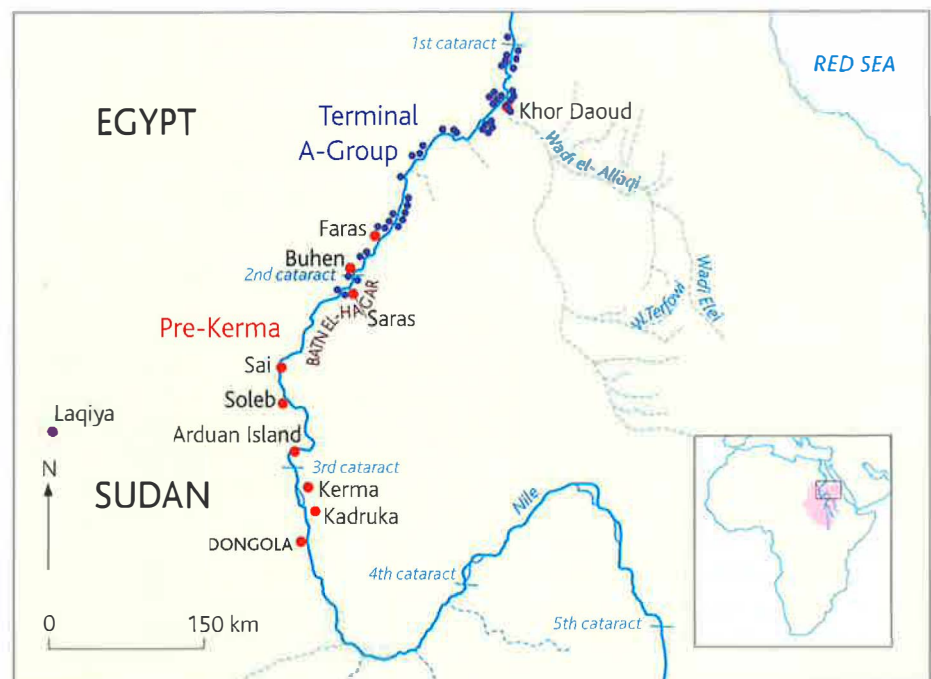 1st cataract
RED SEA
EGYPT
Terminal
A-Group
Khor Daoud
Wadi el-Allaqi
Faras
Buhen
2nd cataract
BATN EL-HAGAR
Saras
Wadi Elei
W.Terfowi
Pre-Kerma
Sai
Soleb
Laqiya
Arduan Island
3rd cataract
N
SUDAN
Kerma
Kadruka
Nile
DONGOLA
4th cataract
5th cataract
0 150 km